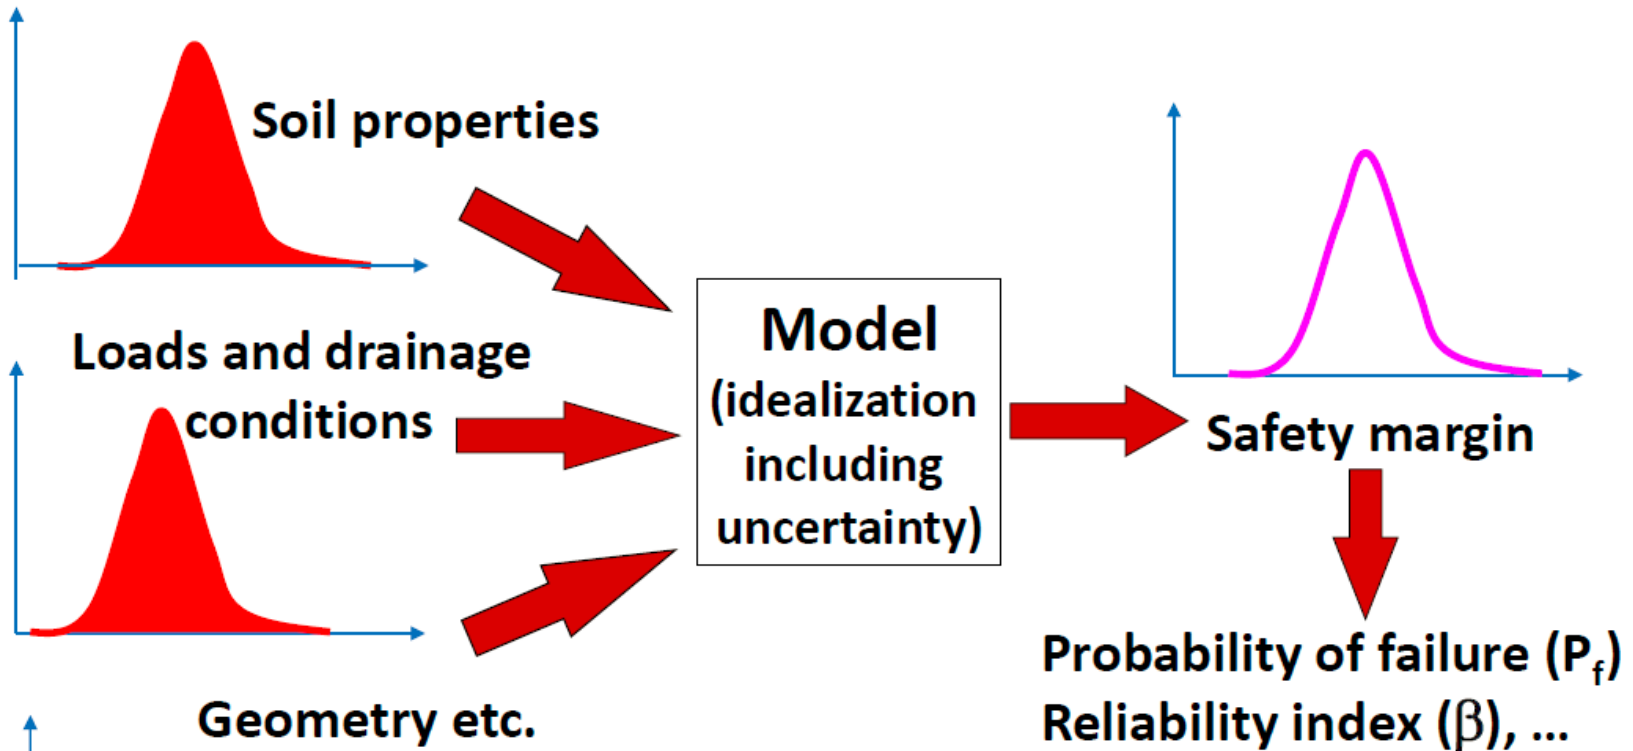 Soil properties
Loads and drainage
conditions
Geometry etc.
Model
(idealization
including
uncertainty)
Safety margin
Probability of failure (Pf)
Reliability index (β), ...